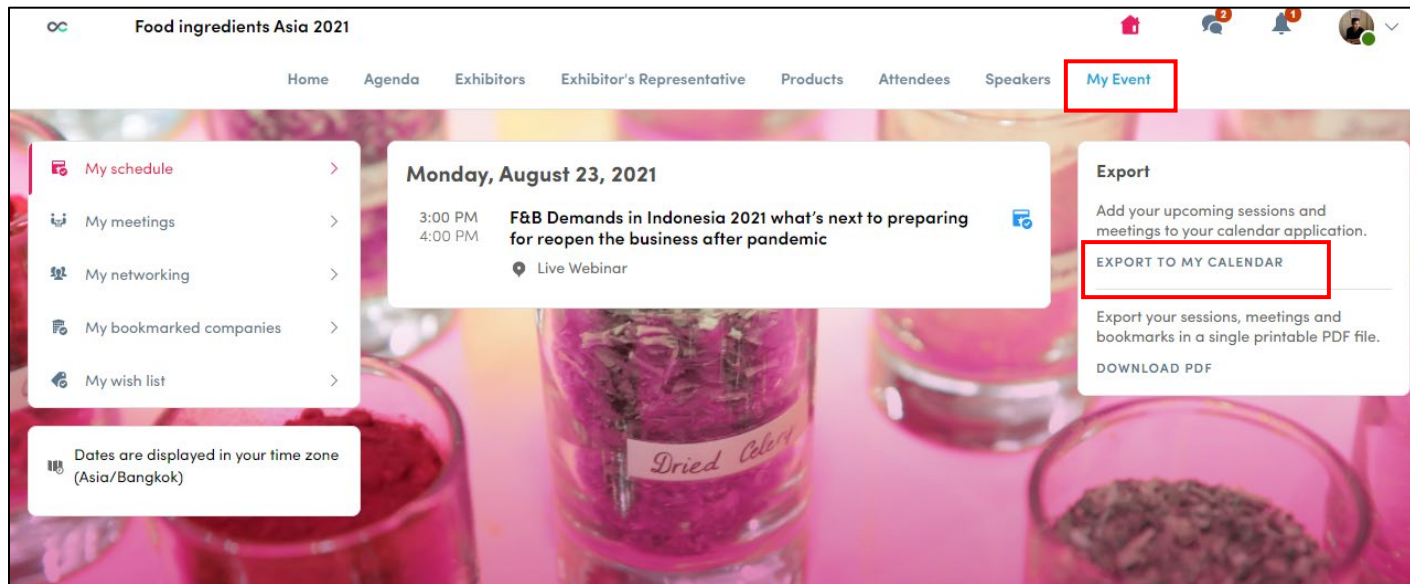 Food ingredients Asia 2021
2
1
Home Agenda Exhibitors Exhibitor's Representative Products Attendees Speakers My Event
My schedule
My meetings
My networking
My bookmarked companies
My wish list
Dates are displayed in your time zone
(Asia/Bangkok)
Monday, August 23, 2021
3:00 PM
4:00 PM
F&B Demands in Indonesia 2021 what’s next to preparing
for reopen the business after pandemic
Live Webinar
Export
Add your upcoming sessions and
meetings to your calendar application.
EXPORT TO MY CALENDAR
Export your sessions, meetings and
bookmarks in a single printable PDF file.
DOWNLOAD PDF
Dried Celery